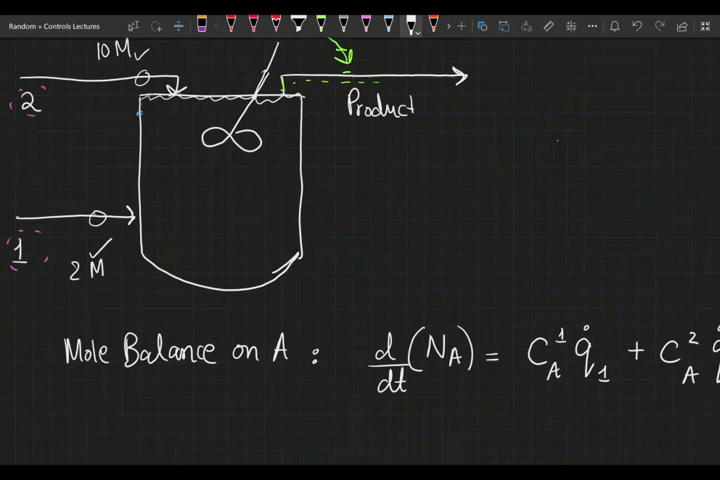 Random » Controls Lectures
10 M ✓
2
Product
1
2 M ✓
Mole Balance on A : d/dt (N_A) = C_A^1 q̇_1 + C_A^2